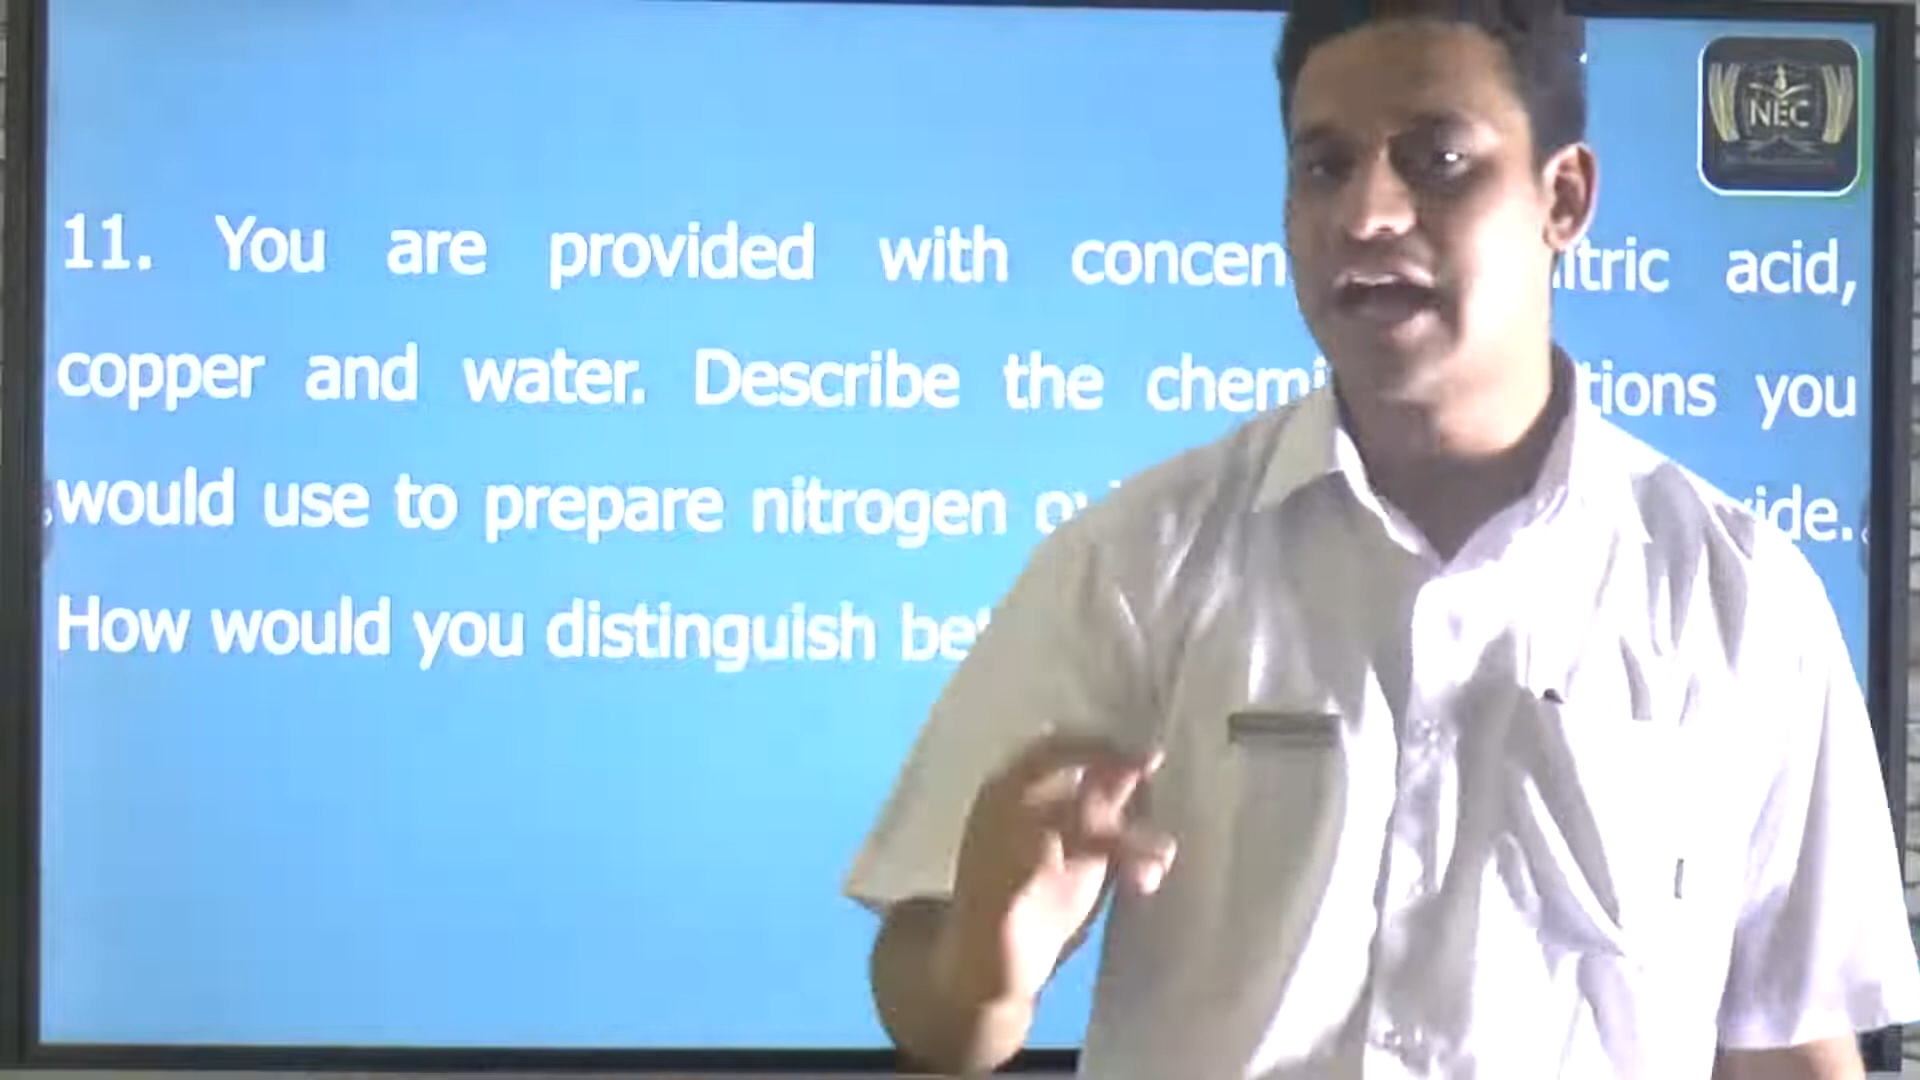 NEC
11. You are provided with concen itric acid,
copper and water. Describe the chemi tions you
would use to prepare nitrogen ide.
How would you distinguish be